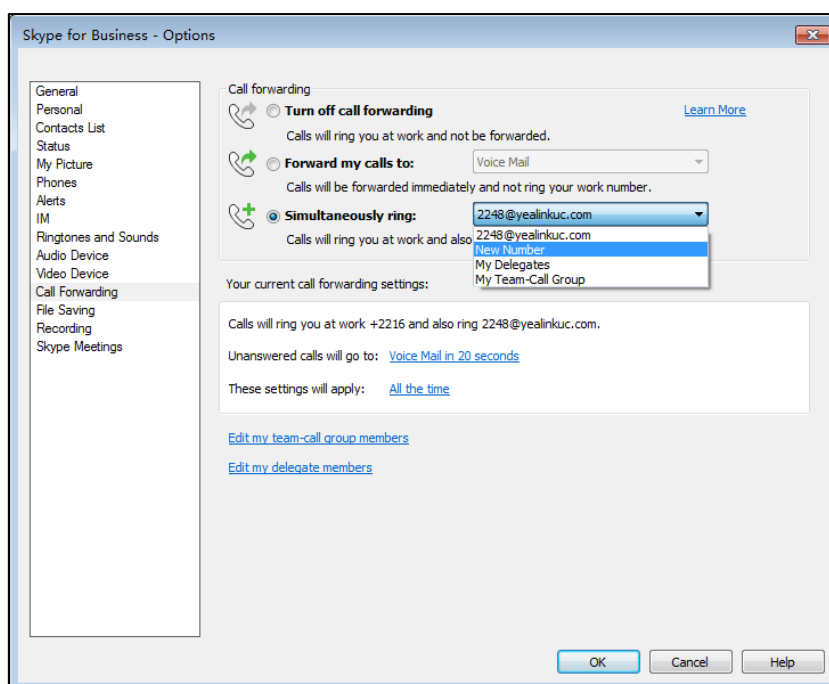 Skype for Business - Options
General
Personal
Contacts List
Status
My Picture
Phones
Alerts
IM
Ringtones and Sounds
Audio Device
Video Device
Call Forwarding
File Saving
Recording
Skype Meetings
Call forwarding
Turn off call forwarding
Learn More
Calls will ring you at work and not be forwarded.
Forward my calls to:
Voice Mail
Calls will be forwarded immediately and not ring your work number.
Simultaneously ring:
2248@yealinkuc.com
Calls will ring you at work and also
2248@yealinkuc.com
New Number
My Delegates
My Team-Call Group
Your current call forwarding settings:
Calls will ring you at work +2216 and also ring 2248@yealinkuc.com.
Unanswered calls will go to: Voice Mail in 20 seconds
These settings will apply: All the time
Edit my team-call group members
Edit my delegate members
OK Cancel Help